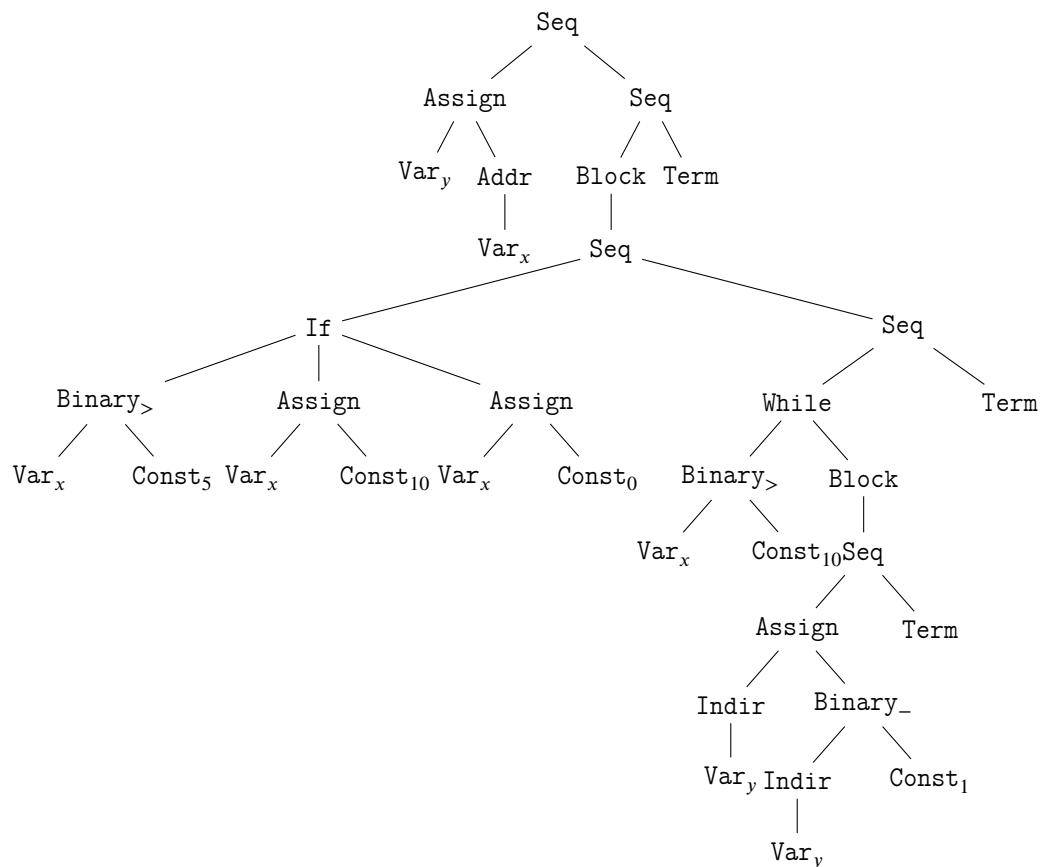 Seq
Assign Seq
Var_y Addr Block Term
Var_x Seq
If Seq
Binary_> Assign Assign While Term
Var_x Const_5 Var_x Const_10 Var_x Const_0 Binary_> Block
Var_x Const_10 Seq
Assign Term
Indir Binary_−
Var_y Indir Const_1
Var_y